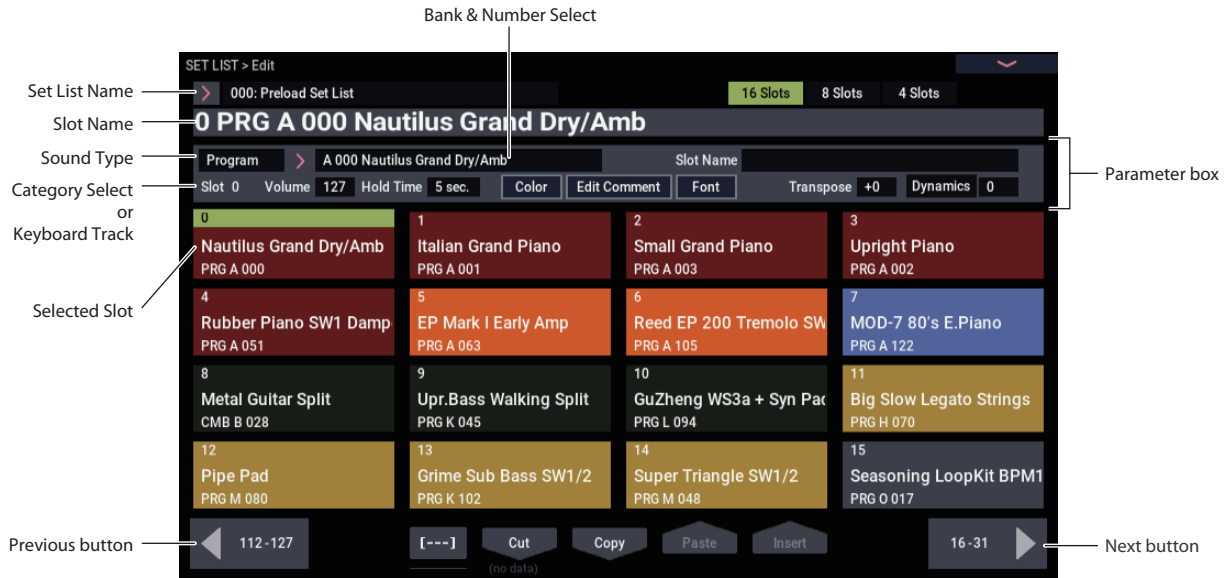 Bank & Number Select
SET LIST > Edit
Set List Name
000: Preload Set List
16 Slots 8 Slots 4 Slots
Slot Name
0 PRG A 000 Nautilus Grand Dry/Amb
Sound Type
Program A 000 Nautilus Grand Dry/Amb Slot Name
Category Select
or
Keyboard Track
Slot 0 Volume 127 Hold Time 5 sec. Color Edit Comment Font Transpose +0 Dynamics 0
Parameter box
0
Nautilus Grand Dry/Amb
PRG A 000
1
Italian Grand Piano
PRG A 001
2
Small Grand Piano
PRG A 003
3
Upright Piano
PRG A 002
Selected Slot
4
Rubber Piano SW1 Damp
PRG A 051
5
EP Mark I Early Amp
PRG A 063
6
Reed EP 200 Tremolo SW
PRG A 105
7
MOD-7 80's E.Piano
PRG A 122
8
Metal Guitar Split
CMB B 028
9
Upr.Bass Walking Split
PRG K 045
10
GuZheng WS3a + Syn Pad
PRG L 094
11
Big Slow Legato Strings
PRG H 070
12
Pipe Pad
PRG M 080
13
Grime Sub Bass SW1/2
PRG K 102
14
Super Triangle SW1/2
PRG M 048
15
Seasoning LoopKit BPM1
PRG O 017
Previous button
112-127
[---] Cut Copy Paste Insert
(no data)
16-31
Next button